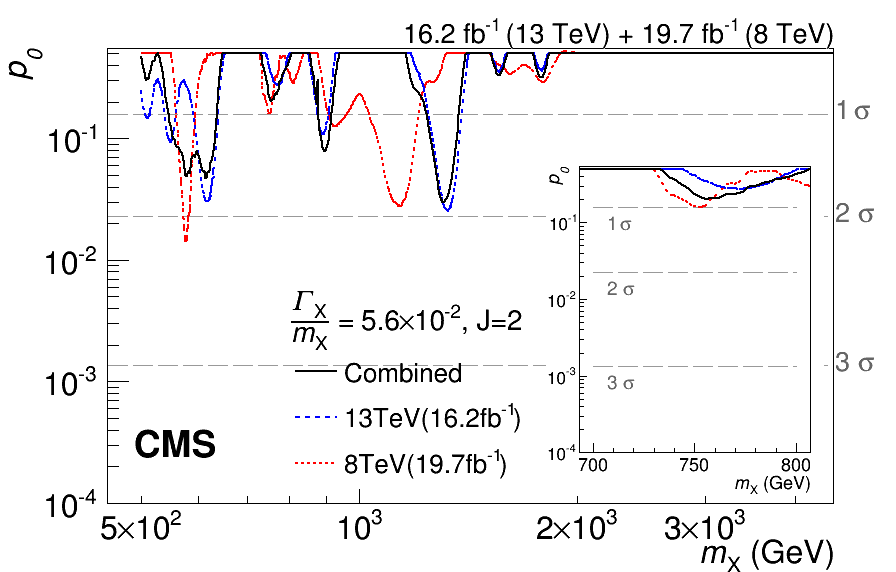 16.2 fb⁻¹ (13 TeV) + 19.7 fb⁻¹ (8 TeV)
p₀
10⁻¹
10⁻²
10⁻³
10⁻⁴
1 σ
2 σ
3 σ
Γ_X/m_X = 5.6×10⁻², J=2
Combined
13TeV(16.2fb⁻¹)
8TeV(19.7fb⁻¹)
CMS
p₀
10⁻¹
10⁻²
10⁻³
10⁻⁴
1 σ
2 σ
3 σ
700 750 800
m_X (GeV)
5×10² 10³ 2×10³ 3×10³
m_X (GeV)